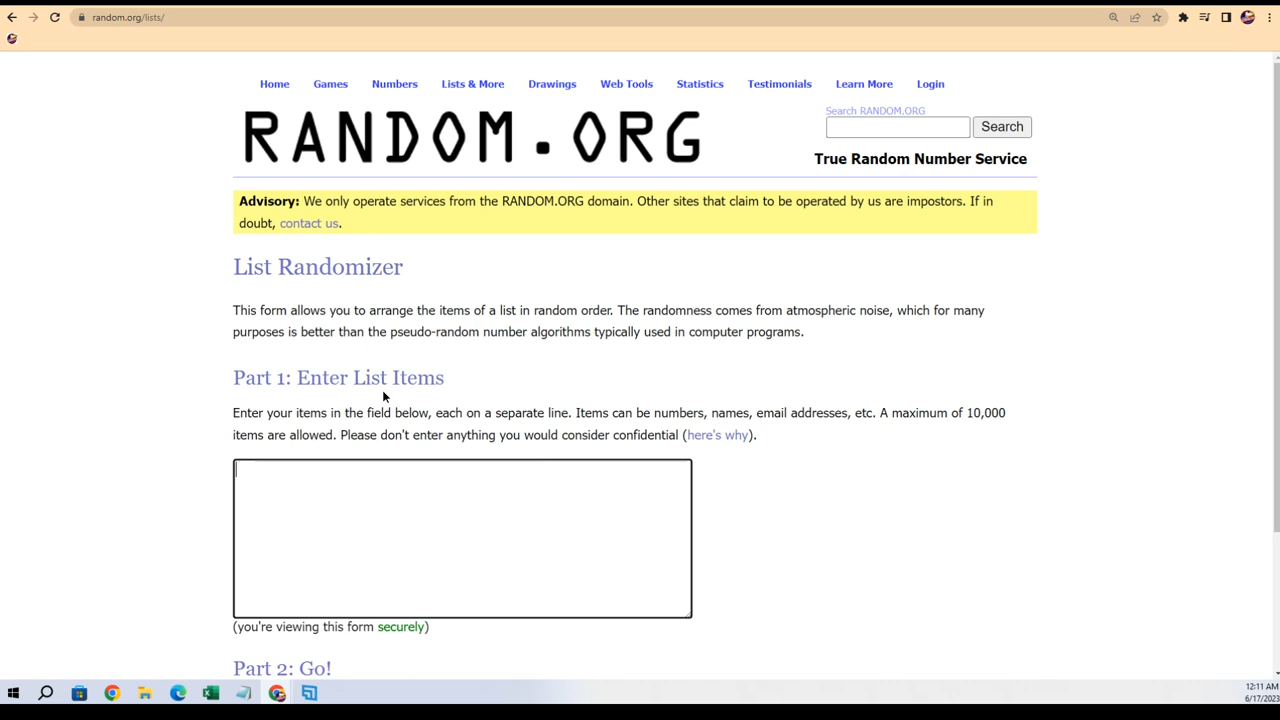 random.org/lists/
Home Games Numbers Lists & More Drawings Web Tools Statistics Testimonials Learn More Login
RANDOM.ORG
Search RANDOM.ORG
Search
True Random Number Service
Advisory: We only operate services from the RANDOM.ORG domain. Other sites that claim to be operated by us are impostors. If in
doubt, contact us.
List Randomizer
This form allows you to arrange the items of a list in random order. The randomness comes from atmospheric noise, which for many
purposes is better than the pseudo-random number algorithms typically used in computer programs.
Part 1: Enter List Items
Enter your items in the field below, each on a separate line. Items can be numbers, names, email addresses, etc. A maximum of 10,000
items are allowed. Please don't enter anything you would consider confidential (here's why).
(you're viewing this form securely)
Part 2: Go!
12:11 AM
6/17/2023